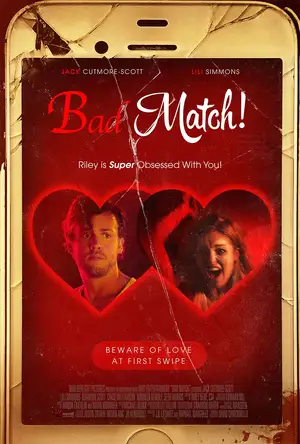 JACK CUTMORE-SCOTT LILI SIMMONS
Bad Match!
Riley is Super Obsessed With You!
BEWARE OF LOVE
AT FIRST SWIPE